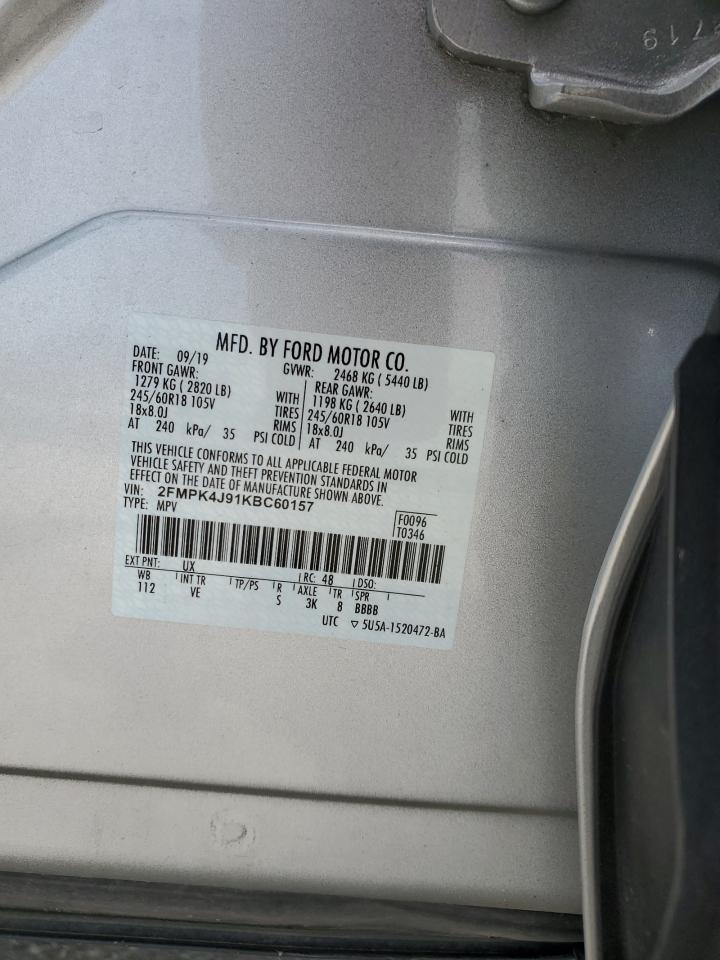 8719
MFD. BY FORD MOTOR CO.
DATE: 09/19 GVWR: 2468 KG ( 5440 LB)
FRONT GAWR: REAR GAWR:
1279 KG ( 2820 LB) WITH 1198 KG ( 2640 LB) WITH
245/60R18 105V TIRES 245/60R18 105V TIRES
18x8.0J RIMS 18x8.0J RIMS
AT 240 kPa/ 35 PSI COLD AT 240 kPa/ 35 PSI COLD
THIS VEHICLE CONFORMS TO ALL APPLICABLE FEDERAL MOTOR
VEHICLE SAFETY AND THEFT PREVENTION STANDARDS IN
EFFECT ON THE DATE OF MANUFACTURE SHOWN ABOVE.
VIN: 2FMPK4J91KBC60157 F0096
TYPE: MPV T0346
EXT PNT: UX RC: 48 DSO:
WB INT TR TP/PS R AXLE TR SPR
112 VE S 3K 8 BBBB
UTC ▽ 5U5A-1520472-BA